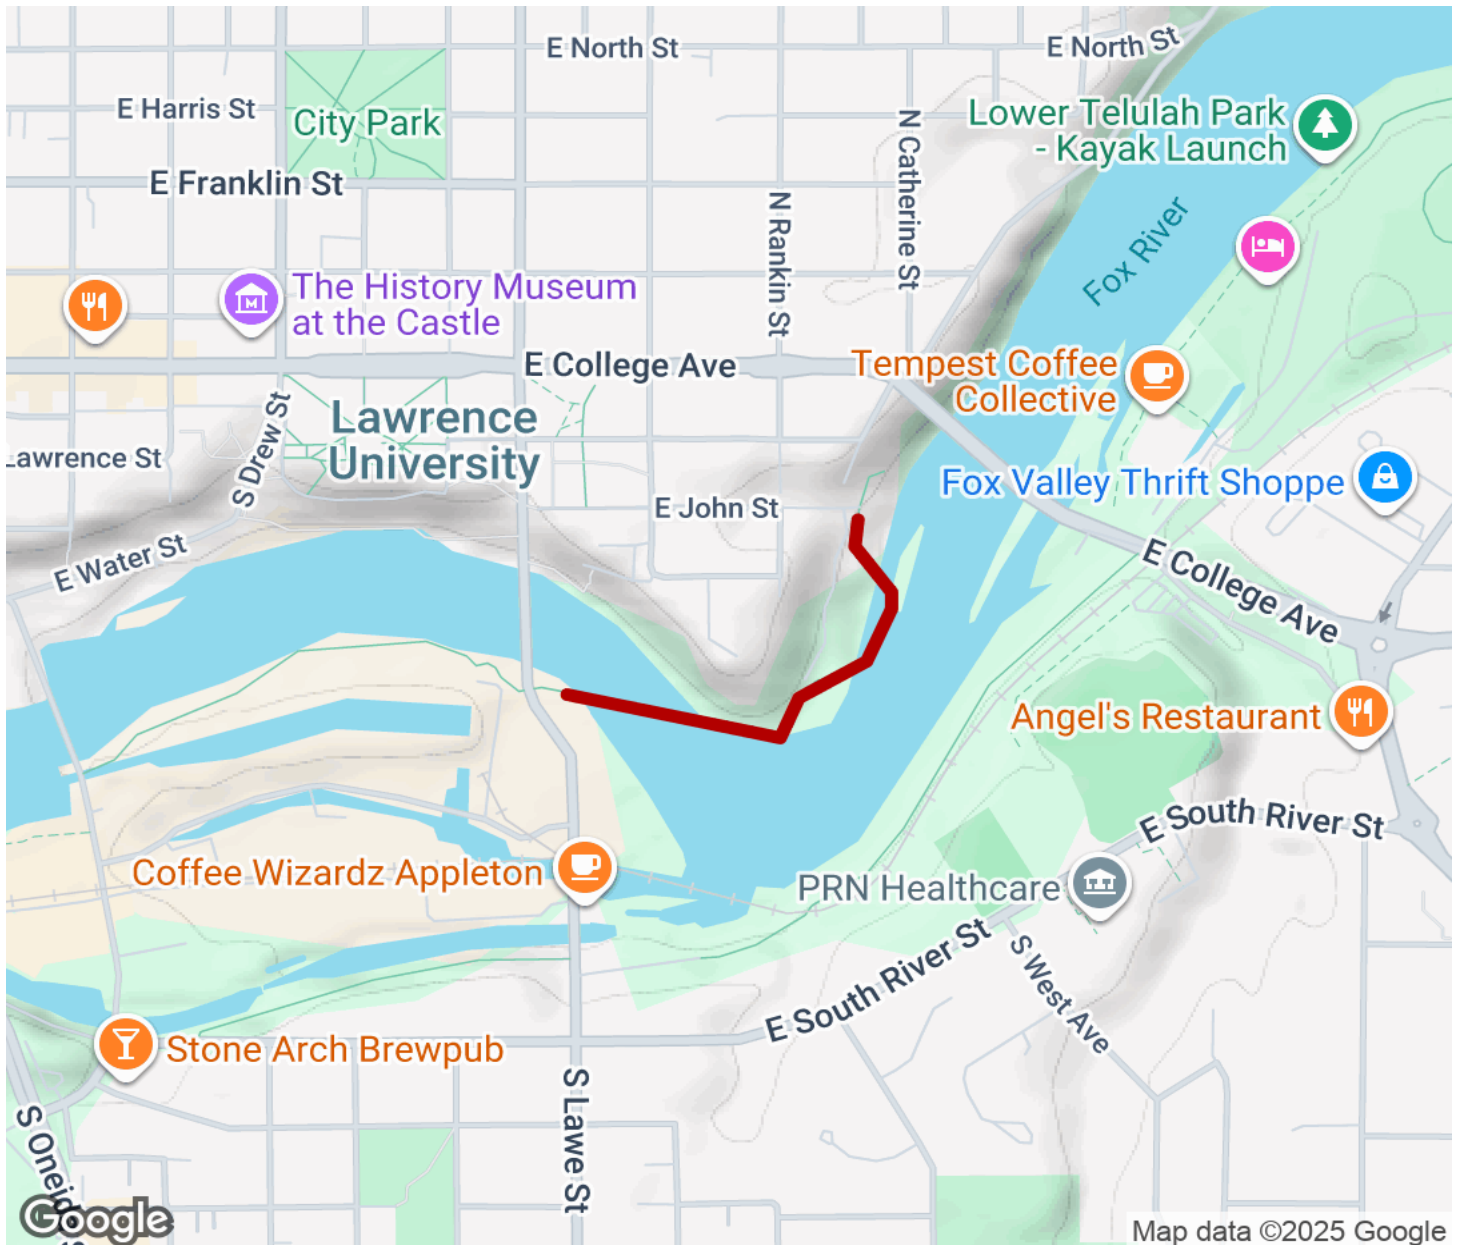 E North St
E North St
E Harris St
City Park
N Catherine St
Lower Telulah Park
- Kayak Launch
E Franklin St
N Rankin St
Fox River
The History Museum
at the Castle
E College Ave
Tempest Coffee
Collective
S Drew St
Lawrence
University
Lawrence St
Fox Valley Thrift Shoppe
E John St
E Water St
E College Ave
Angel's Restaurant
E South River St
Coffee Wizardz Appleton
PRN Healthcare
E South River St
S West Ave
Stone Arch Brewpub
S Lawe St
S Oneida S
Google
Map data ©2025 Google